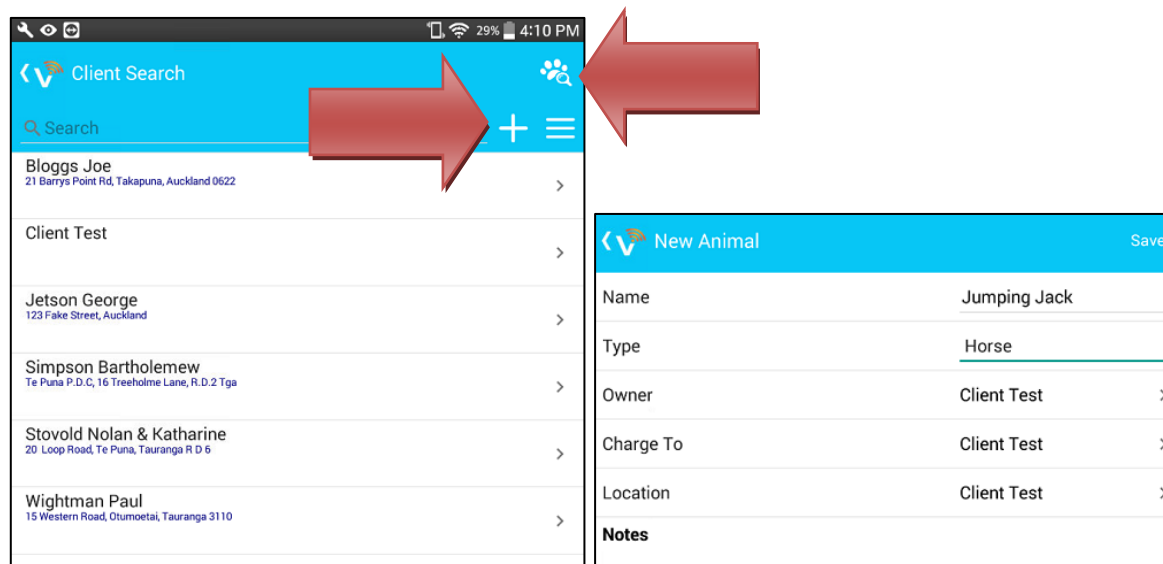 29% 4:10 PM
Client Search
Search
Bloggs Joe
21 Barrys Point Rd, Takapuna, Auckland 0622
Client Test
Jetson George
123 Fake Street, Auckland
Simpson Bartholemew
Te Puna P.D.C, 16 Treeholme Lane, R.D.2 Tga
Stovold Nolan & Katharine
20 Loop Road, Te Puna, Tauranga R D 6
Wightman Paul
15 Western Road, Otumoetai, Tauranga 3110
New Animal Save
Name Jumping Jack
Type Horse
Owner Client Test
Charge To Client Test
Location Client Test
Notes